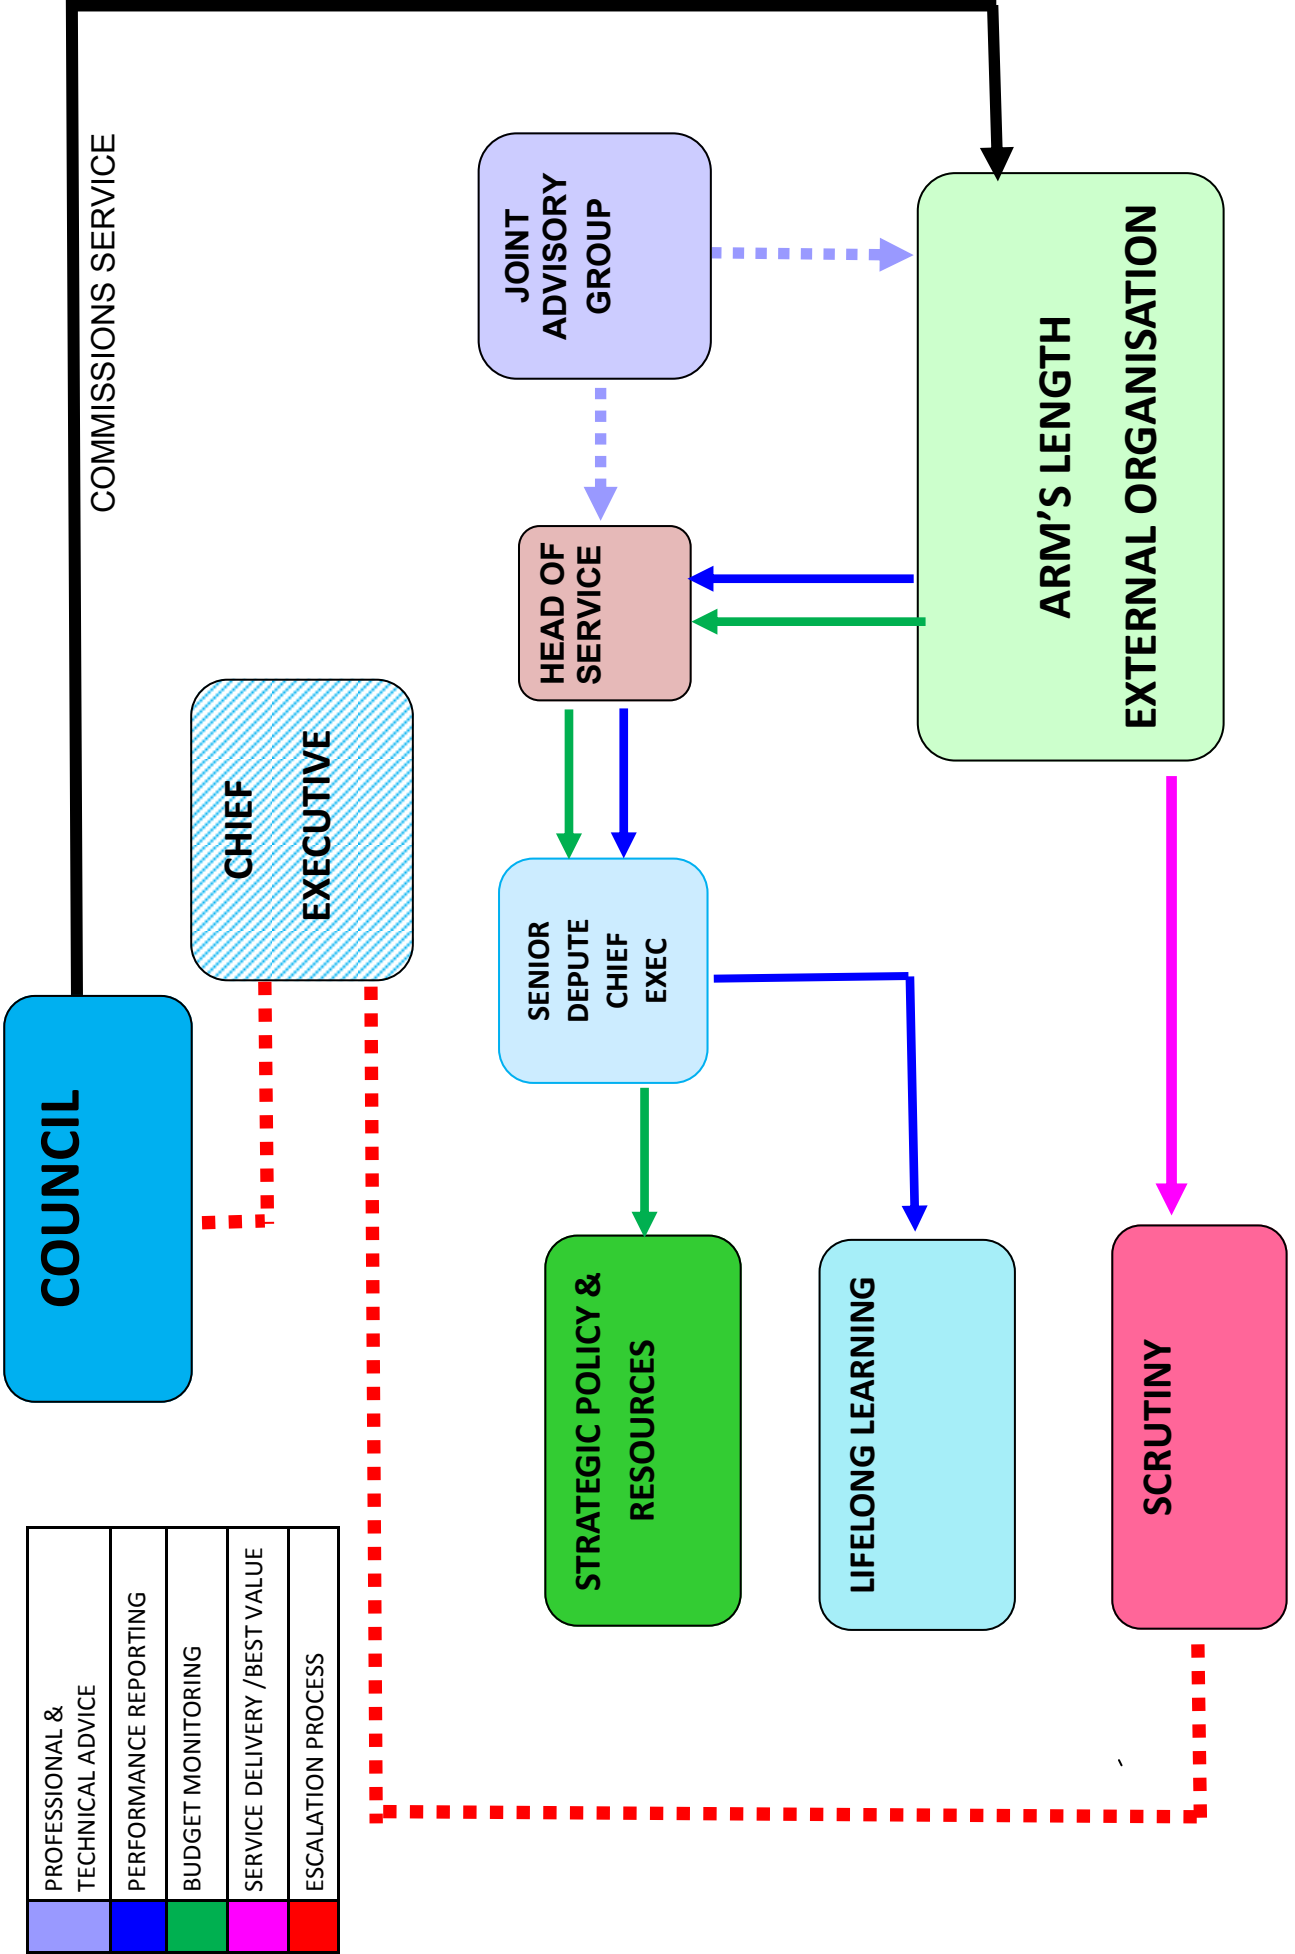 COUNCIL
COMMISSIONS SERVICE
CHIEF
EXECUTIVE
PROFESSIONAL &
TECHNICAL ADVICE
PERFORMANCE REPORTING
BUDGET MONITORING
SERVICE DELIVERY /BEST VALUE
ESCALATION PROCESS
STRATEGIC POLICY &
RESOURCES
SENIOR
DEPUTE
CHIEF
EXEC
HEAD OF
SERVICE
JOINT
ADVISORY
GROUP
LIFELONG LEARNING
SCRUTINY
ARM’S LENGTH
EXTERNAL ORGANISATION